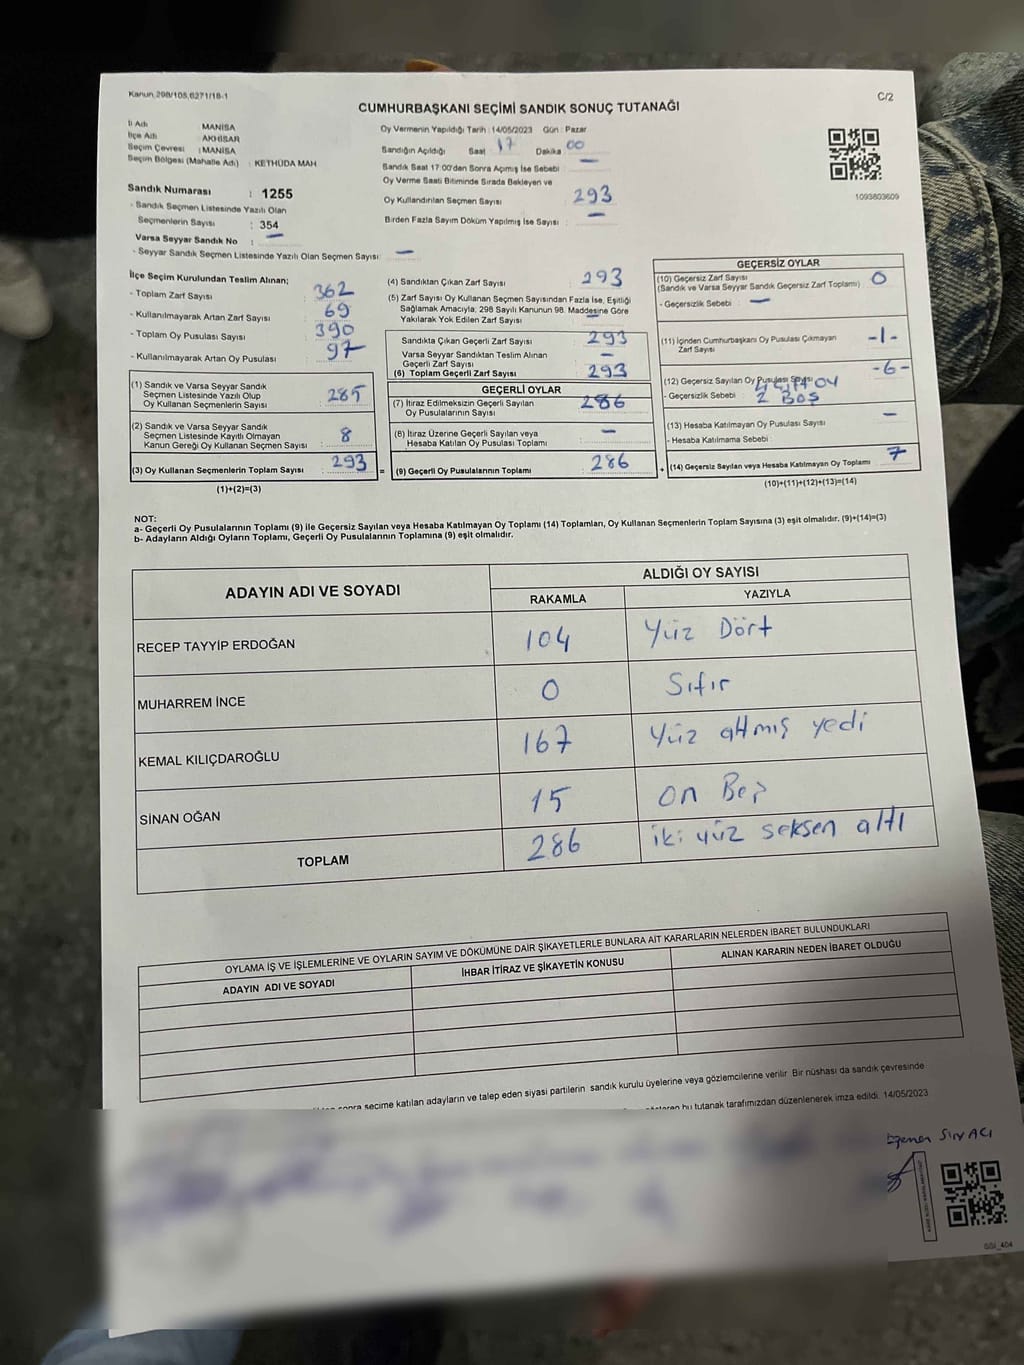 Kanun,298/105,6271/18-1
C/2
CUMHURBAŞKANI SEÇİMİ SANDIK SONUÇ TUTANAĞI
İl Adı : MANİSA
İlçe Adı : AKHİSAR
Seçim Çevresi : MANİSA
Seçim Bölgesi (Mahalle Adı) : KETHÜDA MAH
Oy Vermenin Yapıldığı Tarih : 14/05/2023 Gün : Pazar
Sandığın Açıldığı Saat 17 Dakika 00
Sandık Saat 17:00'den Sonra Açılmış İse Sebebi —
Oy Verme Saati Bitiminde Sırada Bekleyen ve
Oy Kullandırılan Seçmen Sayısı : 293
Birden Fazla Sayım Döküm Yapılmış İse Sayısı : —
1093803609
Sandık Numarası : 1255
- Sandık Seçmen Listesinde Yazılı Olan
Seçmenlerin Sayısı : 354
Varsa Seyyar Sandık No : —
- Seyyar Sandık Seçmen Listesinde Yazılı Olan Seçmen Sayısı: —
İlçe Seçim Kurulundan Teslim Alınan;
- Toplam Zarf Sayısı 362
- Kullanılmayarak Artan Zarf Sayısı 69
- Toplam Oy Pusulası Sayısı 390
- Kullanılmayarak Artan Oy Pusulası 97
(1) Sandık ve Varsa Seyyar Sandık
Seçmen Listesinde Yazılı Olup
Oy Kullanan Seçmenlerin Sayısı 285
(2) Sandık ve Varsa Seyyar Sandık
Seçmen Listesinde Kayıtlı Olmayan
Kanun Gereği Oy Kullanan Seçmen Sayısı 8
(3) Oy Kullanan Seçmenlerin Toplam Sayısı 293 =
(1)+(2)=(3)
(4) Sandıktan Çıkan Zarf Sayısı 293
(5) Zarf Sayısı Oy Kullanan Seçmen Sayısından Fazla İse, Eşitliği
Sağlamak Amacıyla; 298 Sayılı Kanunun 98. Maddesine Göre
Yakılarak Yok Edilen Zarf Sayısı —
Sandıkta Çıkan Geçerli Zarf Sayısı 293
Varsa Seyyar Sandıktan Teslim Alınan
Geçerli Zarf Sayısı —
(6) Toplam Geçerli Zarf Sayısı 293
GEÇERLİ OYLAR
(7) İtiraz Edilmeksizin Geçerli Sayılan
Oy Pusulalarının Sayısı 286
(8) İtiraz Üzerine Geçerli Sayılan veya
Hesaba Katılan Oy Pusulası Toplamı —
(9) Geçerli Oy Pusulalarının Toplamı 286 +
GEÇERSİZ OYLAR
(10) Geçersiz Zarf Sayısı
(Sandık ve Varsa Seyyar Sandık Geçersiz Zarf Toplamı) 0
- Geçersizlik Sebebi : —
(11) İçinden Cumhurbaşkanı Oy Pusulası Çıkmayan
Zarf Sayısı -1-
(12) Geçersiz Sayılan Oy Pusulası Sayısı -6-
- Geçersizlik Sebebi : 4 Çift Oy
2 Boş
(13) Hesaba Katılmayan Oy Pusulası Sayısı —
- Hesaba Katılmama Sebebi
(14) Geçersiz Sayılan veya Hesaba Katılmayan Oy Toplamı 7
(10)+(11)+(12)+(13)=(14)
NOT:
a- Geçerli Oy Pusulalarının Toplamı (9) ile Geçersiz Sayılan veya Hesaba Katılmayan Oy Toplamı (14) Toplamları, Oy Kullanan Seçmenlerin Toplam Sayısına (3) eşit olmalıdır. (9)+(14)=(3)
b- Adayların Aldığı Oyların Toplamı, Geçerli Oy Pusulalarının Toplamına (9) eşit olmalıdır.
ADAYIN ADI VE SOYADI
ALDIĞI OY SAYISI
RAKAMLA YAZIYLA
RECEP TAYYİP ERDOĞAN 104 Yüz Dört
MUHARREM İNCE 0 Sıfır
KEMAL KILIÇDAROĞLU 167 Yüz altmış yedi
SİNAN OĞAN 15 On Beş
TOPLAM 286 iki yüz seksen altı
OYLAMA İŞ VE İŞLEMLERİNE VE OYLARIN SAYIM VE DÖKÜMÜNE DAİR ŞİKAYETLERLE BUNLARA AİT KARARLARIN NELERDEN İBARET BULUNDUKLARI
ADAYIN ADI VE SOYADI İHBAR İTİRAZ VE ŞİKAYETİN KONUSU ALINAN KARARIN NEDEN İBARET OLDUĞU
sonra seçime katılan adayların ve talep eden siyasi partilerin sandık kurulu üyelerine veya gözlemcilerine verilir. Bir nüshası da sandık çevresinde
bu tutanak tarafımızdan düzenlenerek imza edildi. 14/05/2023
GGI_404